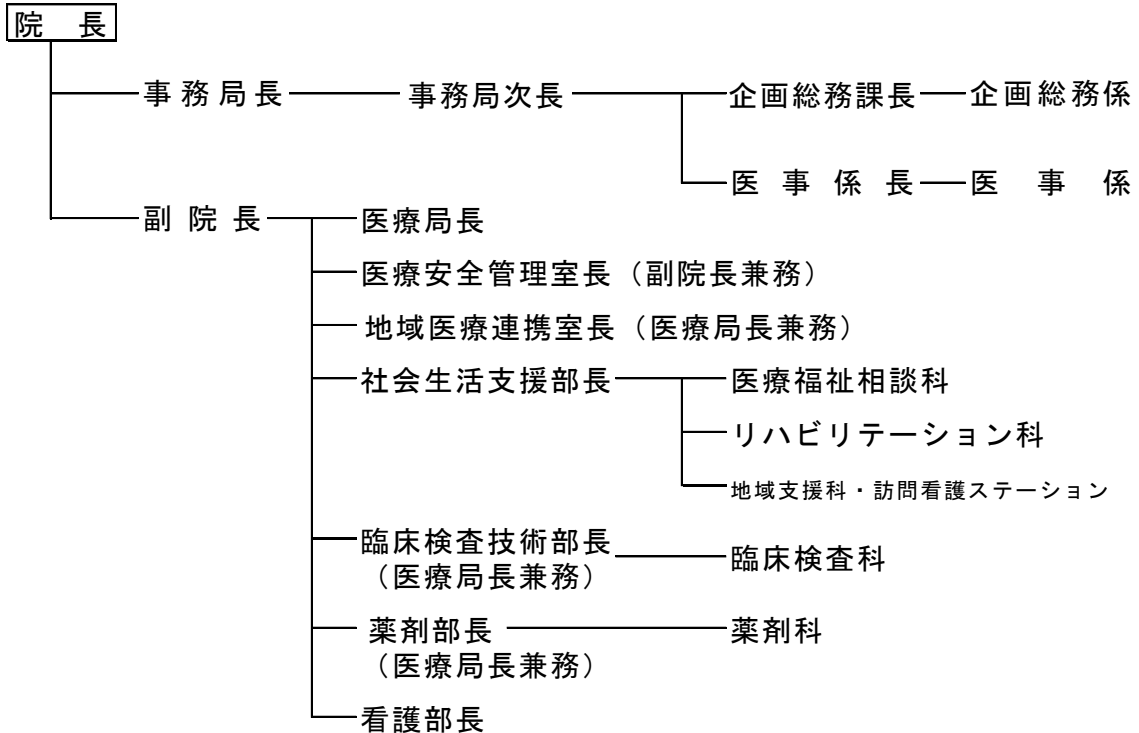 院 長
事務局長 事務局次長 企画総務課長 企画総務係
医事係長 医事係
副院長 医療局長
医療安全管理室長（副院長兼務）
地域医療連携室長（医療局長兼務）
社会生活支援部長 医療福祉相談科
リハビリテーション科
地域支援科・訪問看護ステーション
臨床検査技術部長 臨床検査科
（医療局長兼務）
薬剤部長 薬剤科
（医療局長兼務）
看護部長